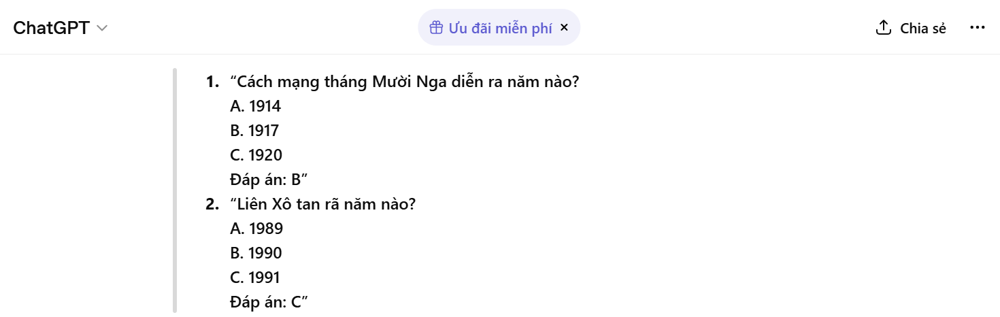 ChatGPT
Ưu đãi miễn phí ×
Chia sẻ
1. “Cách mạng tháng Mười Nga diễn ra năm nào?
A. 1914
B. 1917
C. 1920
Đáp án: B”
2. “Liên Xô tan rã năm nào?
A. 1989
B. 1990
C. 1991
Đáp án: C”